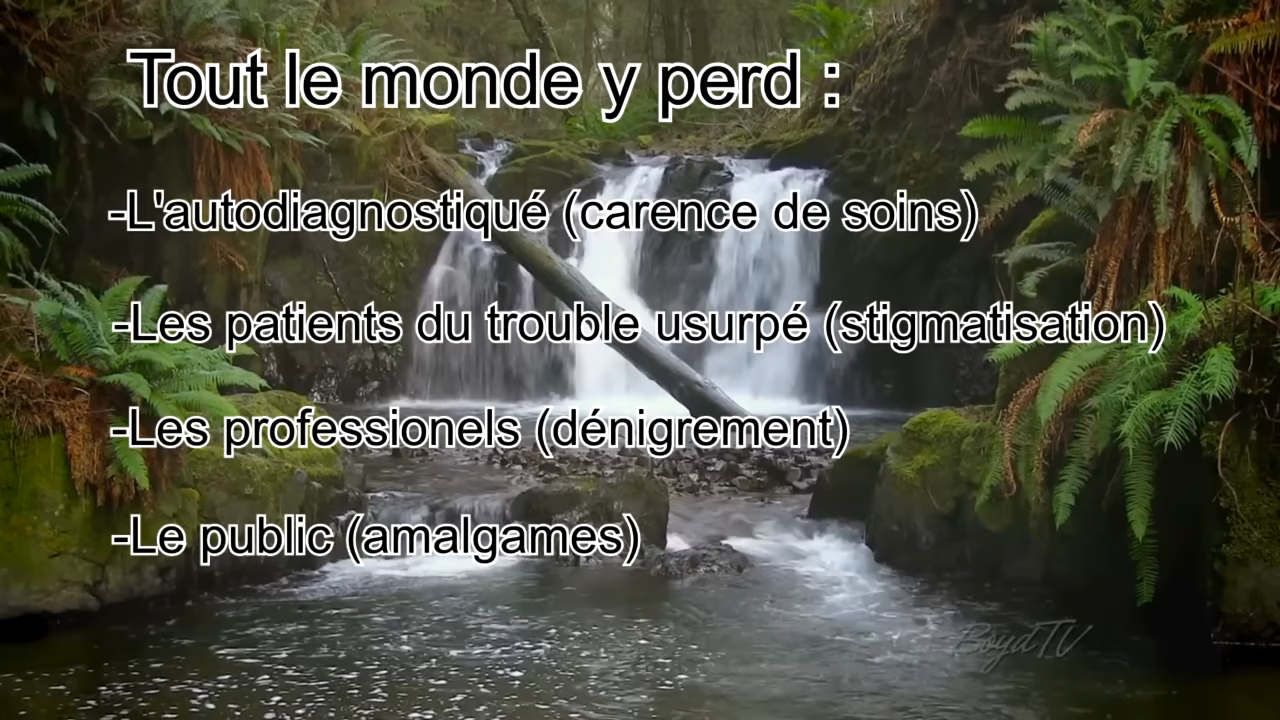 Tout le monde y perd :
-L'autodiagnostiqué (carence de soins)
-Les patients du trouble usurpé (stigmatisation)
-Les professionels (dénigrement)
-Le public (amalgames)
BoydTV